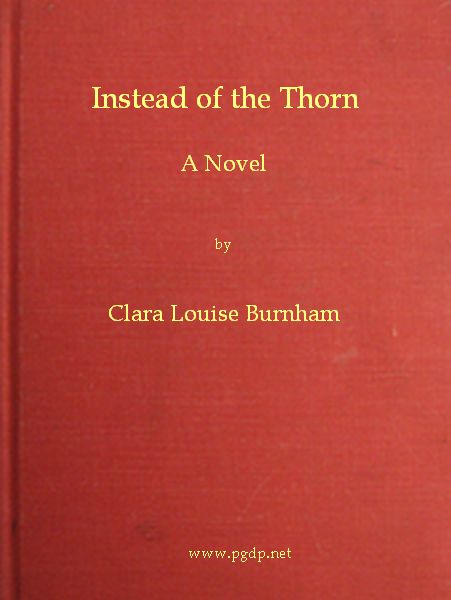 Instead of the Thorn
A Novel
by
Clara Louise Burnham
www.pgdp.net